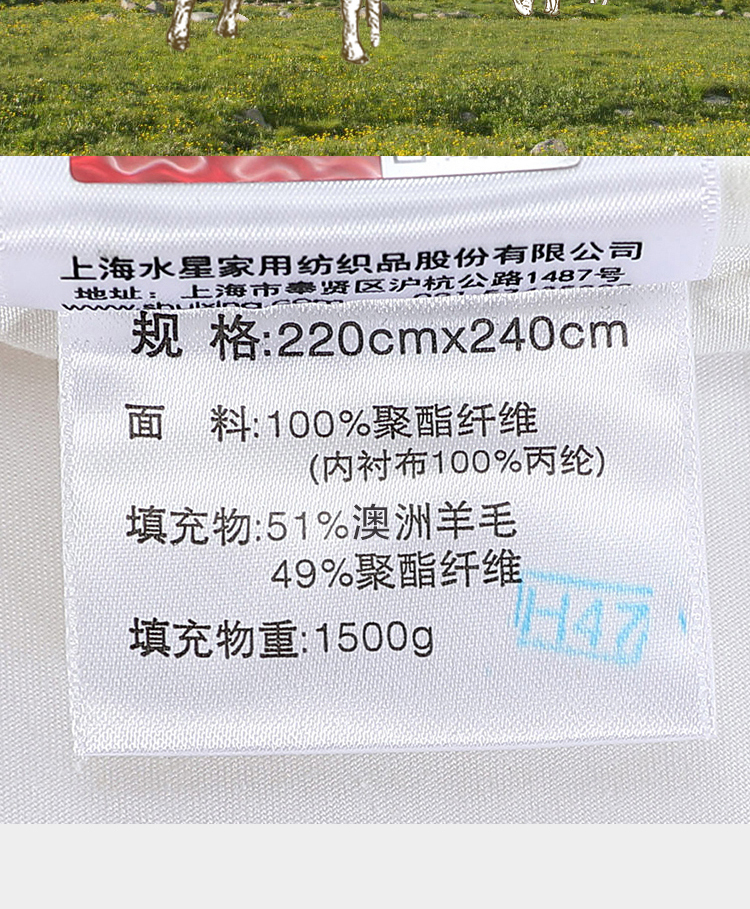 上海水星家用纺织品股份有限公司
地址：上海市奉贤区沪杭公路1487号
www.shuixing.com
规 格:220cmx240cm
面 料:100%聚酯纤维
(内衬布100%丙纶)
填充物:51%澳洲羊毛
49%聚酯纤维
填充物重:1500g
H47